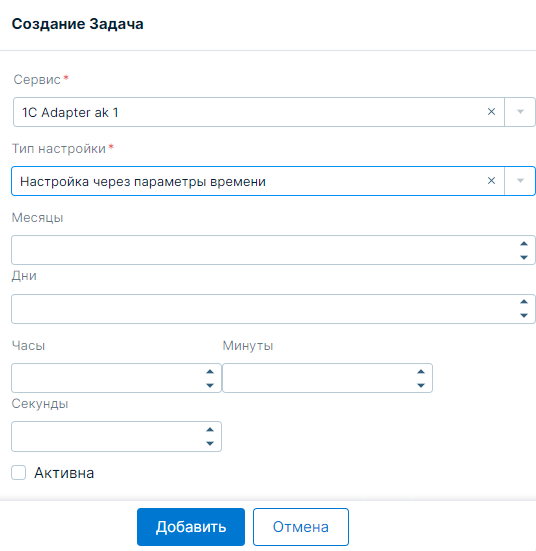 Создание Задача
Сервис*
1C Adapter ak 1
Тип настройки*
Настройка через параметры времени
Месяцы
Дни
Часы Минуты
Секунды
Активна
Добавить Отмена